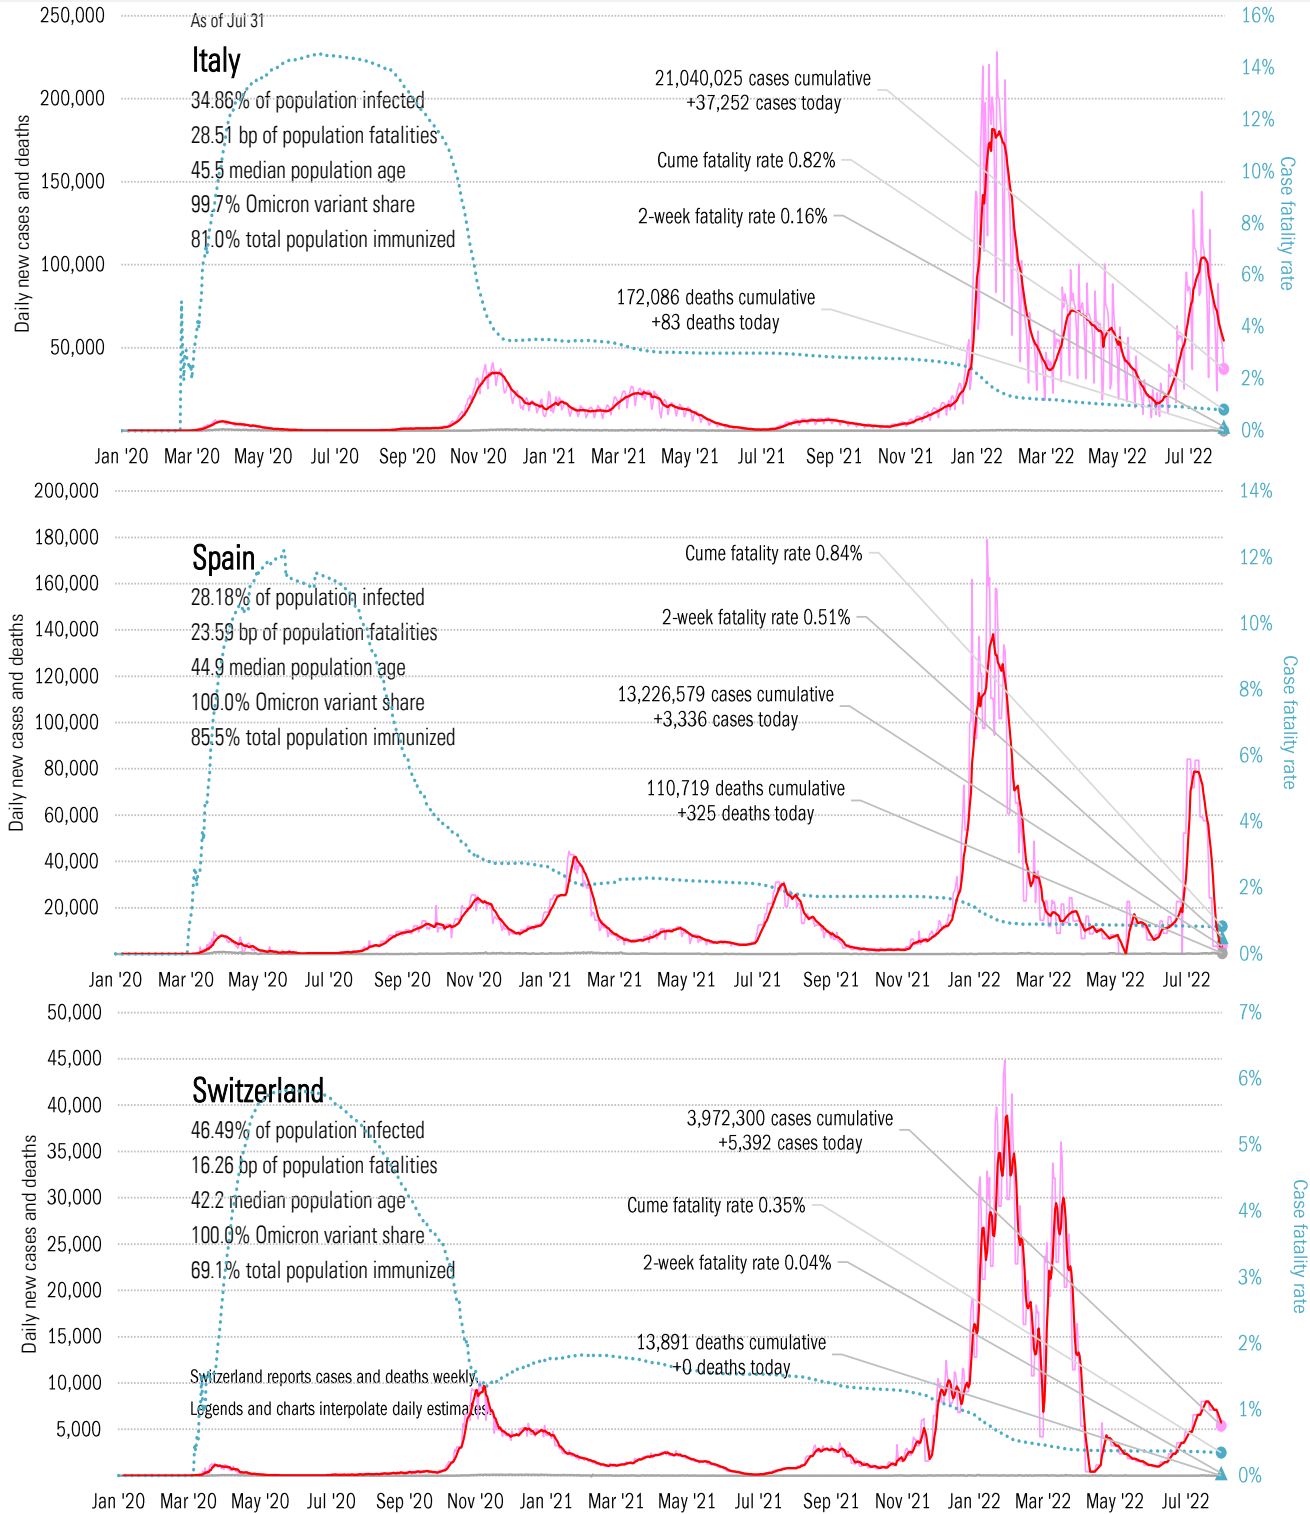 As of Jul 31
Italy
34.86% of population infected
28.51 bp of population fatalities
45.5 median population age
99.7% Omicron variant share
81.0% total population immunized
21,040,025 cases cumulative
+37,252 cases today
Cume fatality rate 0.82%
2-week fatality rate 0.16%
172,086 deaths cumulative
+83 deaths today
Daily new cases and deaths
250,000
200,000
150,000
100,000
50,000
Case fatality rate
16%
14%
12%
10%
8%
6%
4%
2%
0%
Jan '20 Mar '20 May '20 Jul '20 Sep '20 Nov '20 Jan '21 Mar '21 May '21 Jul '21 Sep '21 Nov '21 Jan '22 Mar '22 May '22 Jul '22
Spain
28.18% of population infected
23.59 bp of population fatalities
44.9 median population age
100.0% Omicron variant share
85.5% total population immunized
Cume fatality rate 0.84%
2-week fatality rate 0.51%
13,226,579 cases cumulative
+3,336 cases today
110,719 deaths cumulative
+325 deaths today
Daily new cases and deaths
200,000
180,000
160,000
140,000
120,000
100,000
80,000
60,000
40,000
20,000
Case fatality rate
14%
12%
10%
8%
6%
4%
2%
0%
Jan '20 Mar '20 May '20 Jul '20 Sep '20 Nov '20 Jan '21 Mar '21 May '21 Jul '21 Sep '21 Nov '21 Jan '22 Mar '22 May '22 Jul '22
Switzerland
46.49% of population infected
16.26 bp of population fatalities
42.2 median population age
100.0% Omicron variant share
69.1% total population immunized
Switzerland reports cases and deaths weekly.
Legends and charts interpolate daily estimates.
3,972,300 cases cumulative
+5,392 cases today
Cume fatality rate 0.35%
2-week fatality rate 0.04%
13,891 deaths cumulative
+0 deaths today
Daily new cases and deaths
50,000
45,000
40,000
35,000
30,000
25,000
20,000
15,000
10,000
5,000
Case fatality rate
7%
6%
5%
4%
3%
2%
1%
0%
Jan '20 Mar '20 May '20 Jul '20 Sep '20 Nov '20 Jan '21 Mar '21 May '21 Jul '21 Sep '21 Nov '21 Jan '22 Mar '22 May '22 Jul '22